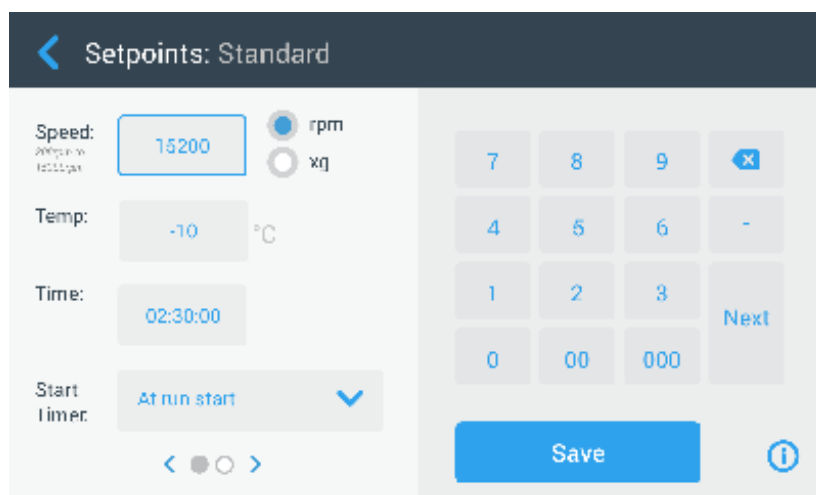 Setpoints: Standard
Speed:
15200
rpm
xg
Temp:
-10
°C
Time:
02:30:00
Start
Timer:
At run start
7 8 9
4 5 6 -
1 2 3
Next
0 00 000
Save